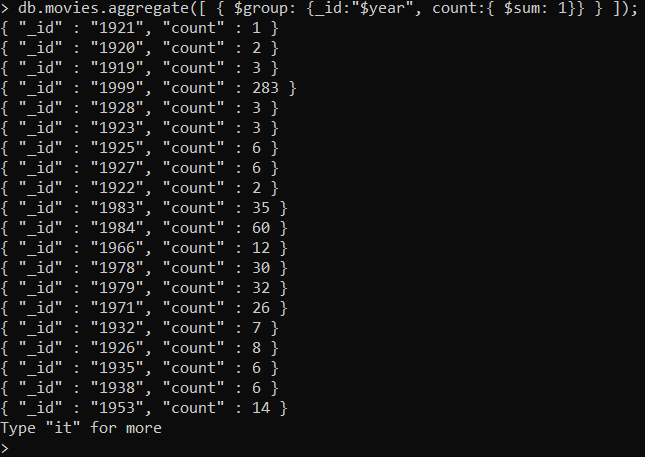 > db.movies.aggregate([ { $group: {_id:"$year", count:{ $sum: 1}} } ]);
{ "_id" : "1921", "count" : 1 }
{ "_id" : "1920", "count" : 2 }
{ "_id" : "1919", "count" : 3 }
{ "_id" : "1999", "count" : 283 }
{ "_id" : "1928", "count" : 3 }
{ "_id" : "1923", "count" : 3 }
{ "_id" : "1925", "count" : 6 }
{ "_id" : "1927", "count" : 6 }
{ "_id" : "1922", "count" : 2 }
{ "_id" : "1983", "count" : 35 }
{ "_id" : "1984", "count" : 60 }
{ "_id" : "1966", "count" : 12 }
{ "_id" : "1978", "count" : 30 }
{ "_id" : "1979", "count" : 32 }
{ "_id" : "1971", "count" : 26 }
{ "_id" : "1932", "count" : 7 }
{ "_id" : "1926", "count" : 8 }
{ "_id" : "1935", "count" : 6 }
{ "_id" : "1938", "count" : 6 }
{ "_id" : "1953", "count" : 14 }
Type "it" for more
>